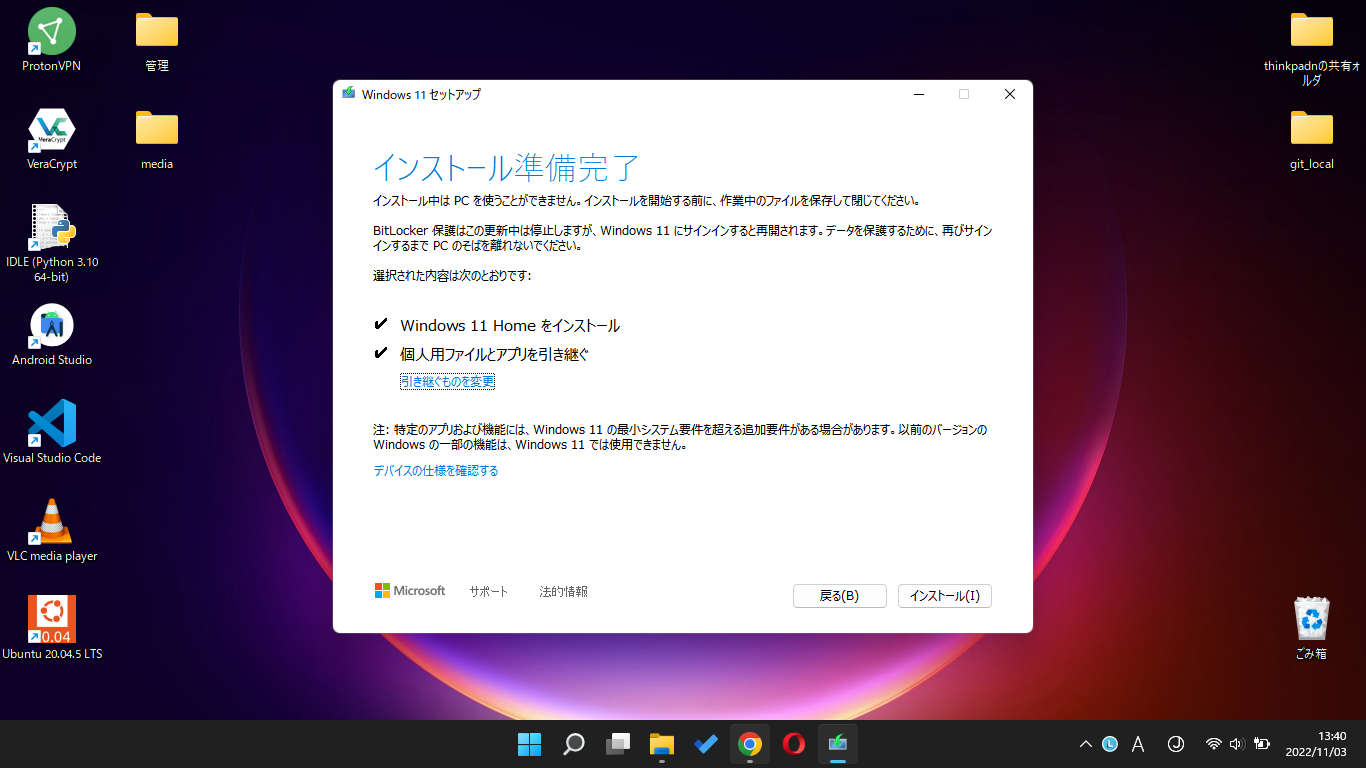 ProtonVPN
管理
VeraCrypt
VeraCrypt
media
IDLE (Python 3.10
64-bit)
Android Studio
Visual Studio Code
VLC media player
0.04
Ubuntu 20.04.5 LTS
thinkpadnの共有ォ
ルダ
git_local
ごみ箱
Windows 11 セットアップ
インストール準備完了
インストール中は PC を使うことができません。インストールを開始する前に、作業中のファイルを保存して閉じてください。
BitLocker 保護はこの更新中は停止しますが、Windows 11 にサインインすると再開されます。データを保護するために、再びサイン
インするまで PC のそばを離れないでください。
選択された内容は次のとおりです:
✔ Windows 11 Home をインストール
✔ 個人用ファイルとアプリを引き継ぐ
引き継ぐものを変更
注: 特定のアプリおよび機能には、Windows 11 の最小システム要件を超える追加要件がある場合があります。以前のバージョンの
Windows の一部の機能は、Windows 11 では使用できません。
デバイスの仕様を確認する
Microsoft サポート 法的情報
戻る(B) インストール(I)
L A J
13:40
2022/11/03